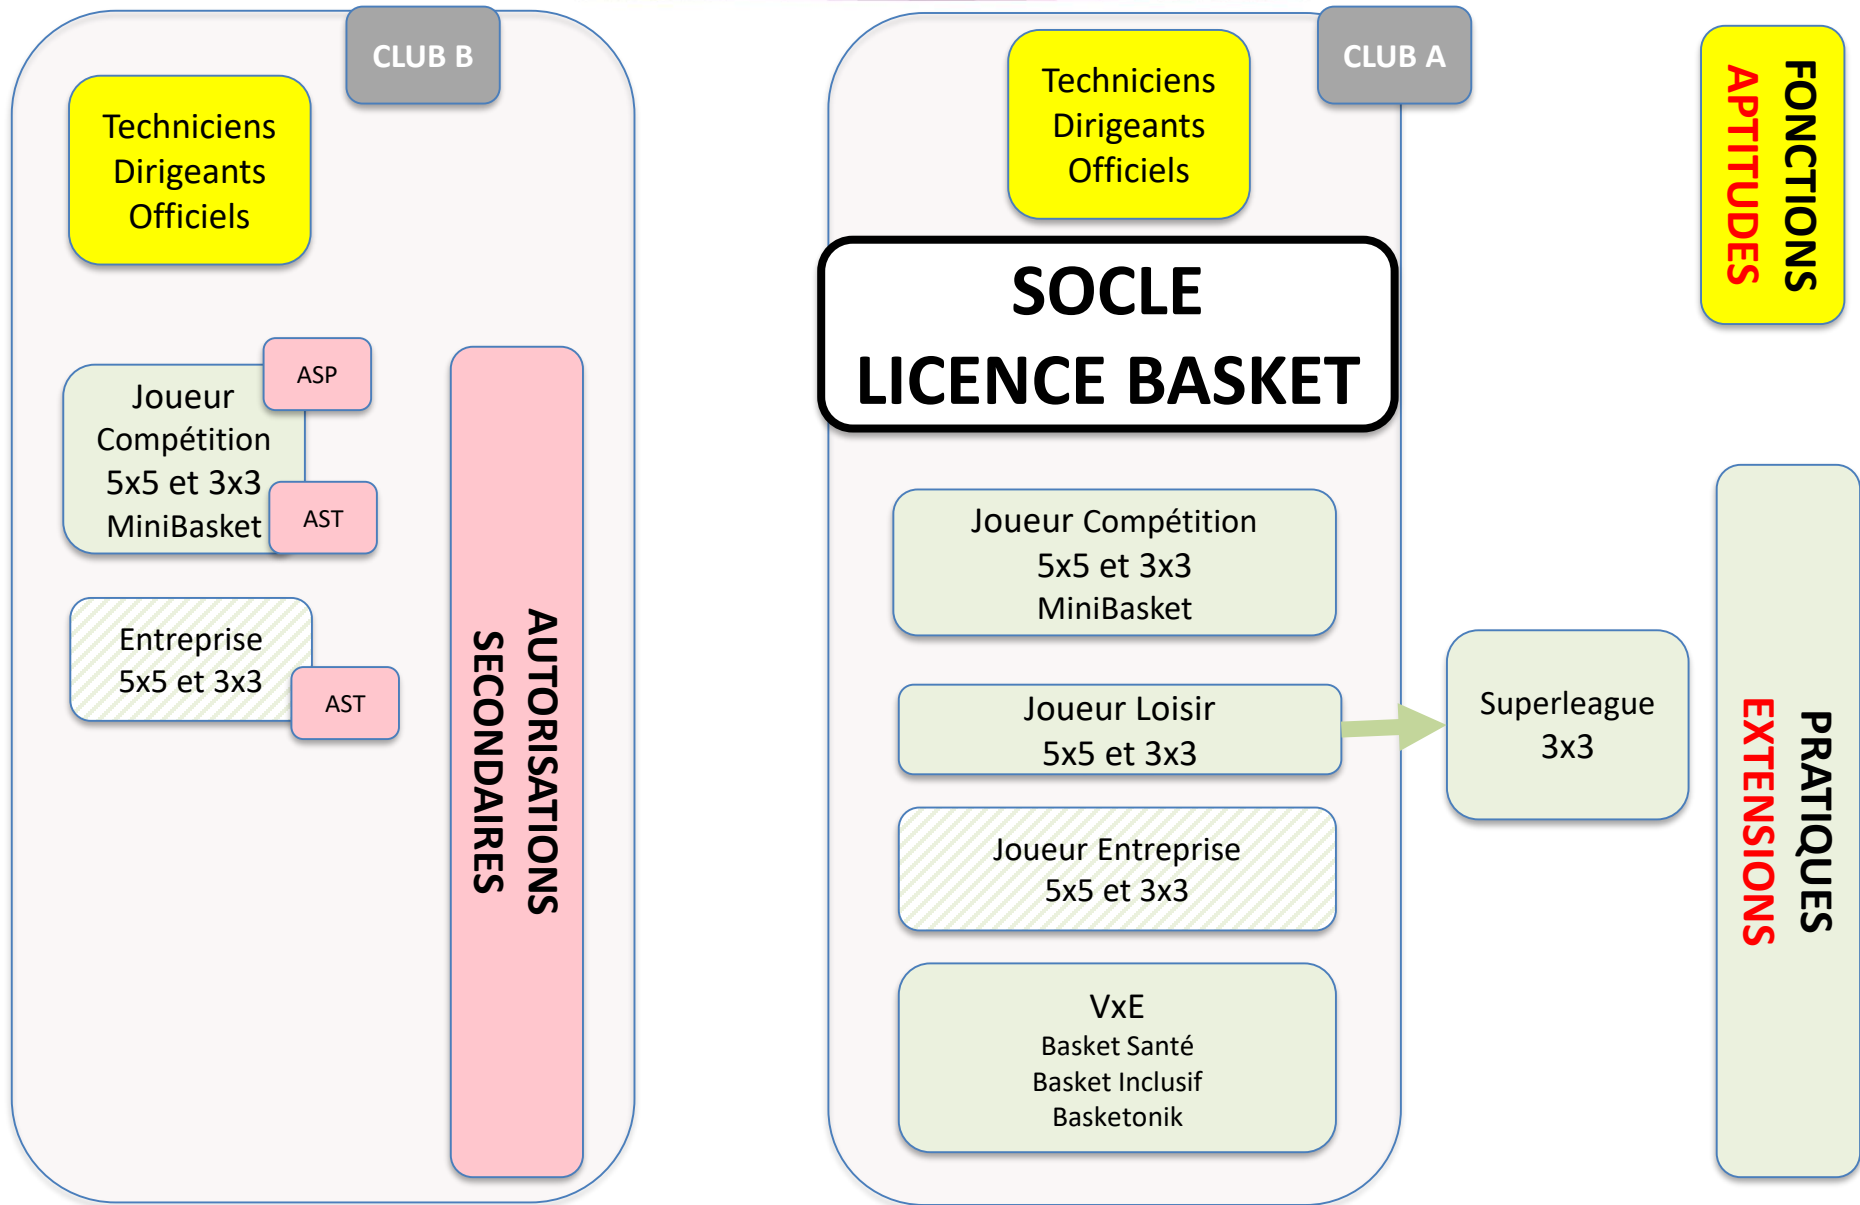 CLUB B
Techniciens
Dirigeants
Officiels
ASP
Joueur
Compétition
5x5 et 3x3
MiniBasket
AST
Entreprise
5x5 et 3x3
AST
AUTORISATIONS
SECONDAIRES
CLUB A
Techniciens
Dirigeants
Officiels
SOCLE
LICENCE BASKET
Joueur Compétition
5x5 et 3x3
MiniBasket
Joueur Loisir
5x5 et 3x3
Joueur Entreprise
5x5 et 3x3
VxE
Basket Santé
Basket Inclusif
Basketonik
Superleague
3x3
FONCTIONS
APTITUDES
PRATIQUES
EXTENSIONS